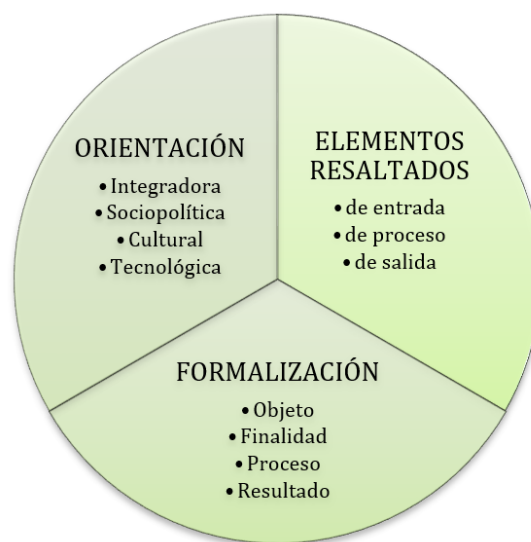 ORIENTACIÓN
• Integradora
• Sociopolítica
• Cultural
• Tecnológica
ELEMENTOS
RESALTADOS
• de entrada
• de proceso
• de salida
FORMALIZACIÓN
• Objeto
• Finalidad
• Proceso
• Resultado